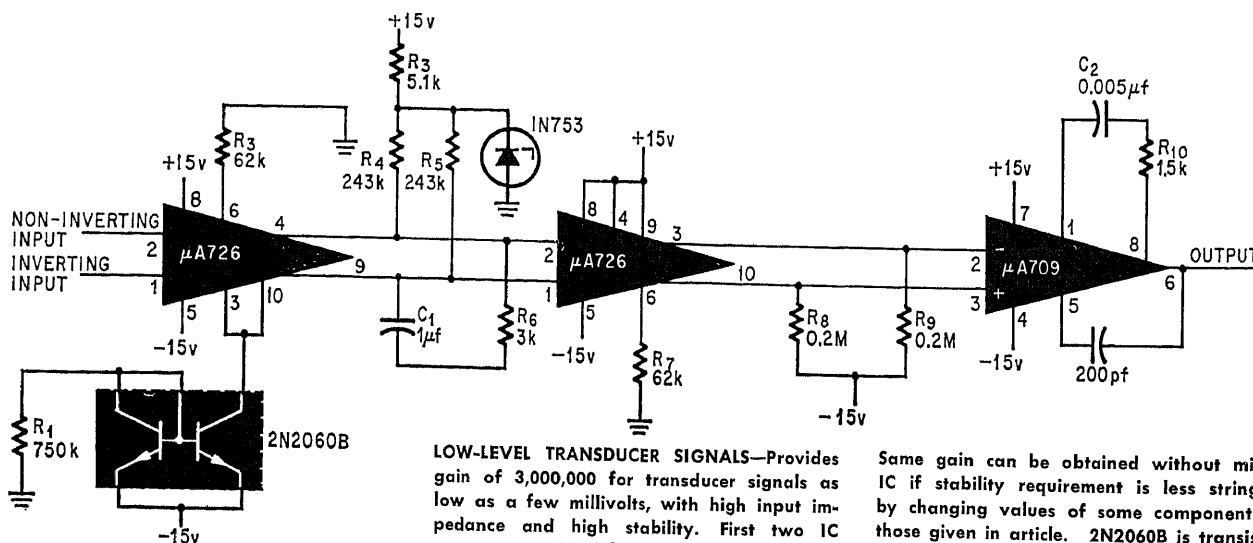 +15v
R3
5.1k
C2
0.005µf
IN753
R3
62k
+15v
R4
243k
R5
243k
+15v
+15v
R10
1.5k
NON-INVERTING
INPUT
INVERTING
INPUT
8
6
4
2
1
µA726
9
3
10
5
-15v
8
4
9
3
2
1
µA726
10
6
5
-15v
7
1
8
2
-
µA709
3
+
6
5
4
-15v
OUTPUT
C1
1µf
R6
3k
R7
62k
R8
0.2M
R9
0.2M
-15v
200pf
R1
750k
2N2060B
-15v
LOW-LEVEL TRANSDUCER SIGNALS—Provides
gain of 3,000,000 for transducer signals as
low as a few millivolts, with high input im-
pedance and high stability. First two IC
Same gain can be obtained without mi
IC if stability requirement is less string
by changing values of some component
those given in article. 2N2060B is transis